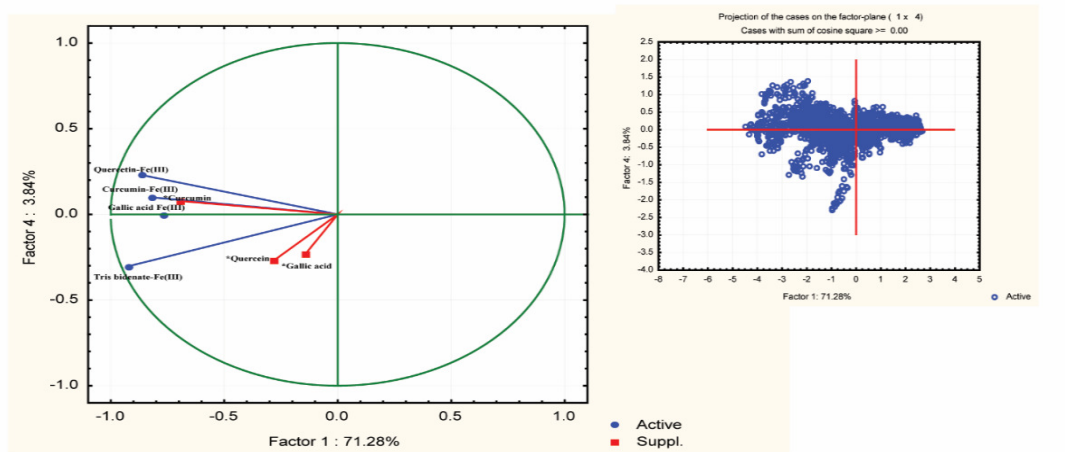 1.0
0.5
0.0
-0.5
-1.0
Factor 4 : 3.84%
Quercetin-Fe(III)
Curcumin-Fe(III)
*Curcumin
Gallic acid Fe(III)
Tris bidenate-Fe(III)
*Quercein
*Gallic acid
-1.0 -0.5 0.0 0.5 1.0
Factor 1 : 71.28%
Active
Suppl.
Projection of the cases on the factor-plane ( 1 x 4)
Cases with sum of cosine square >= 0.00
2.5
2.0
1.5
1.0
0.5
0.0
-0.5
-1.0
-1.5
-2.0
-2.5
-3.0
-3.5
-4.0
Factor 4: 3.84%
-8 -7 -6 -5 -4 -3 -2 -1 0 1 2 3 4 5
Factor 1: 71.28%
Active